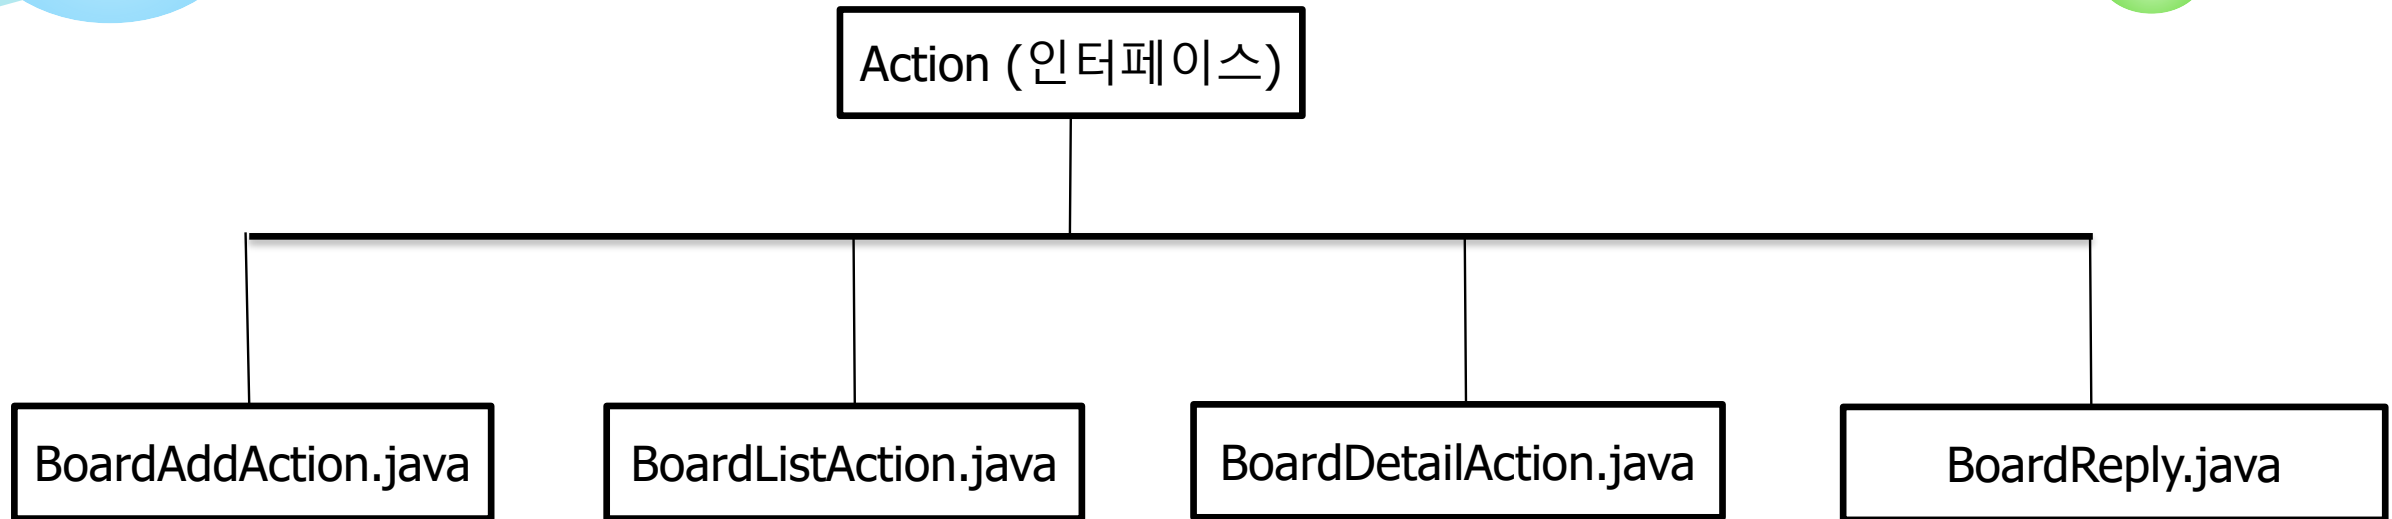 Action (인터페이스)
BoardAddAction.java
BoardListAction.java
BoardDetailAction.java
BoardReply.java